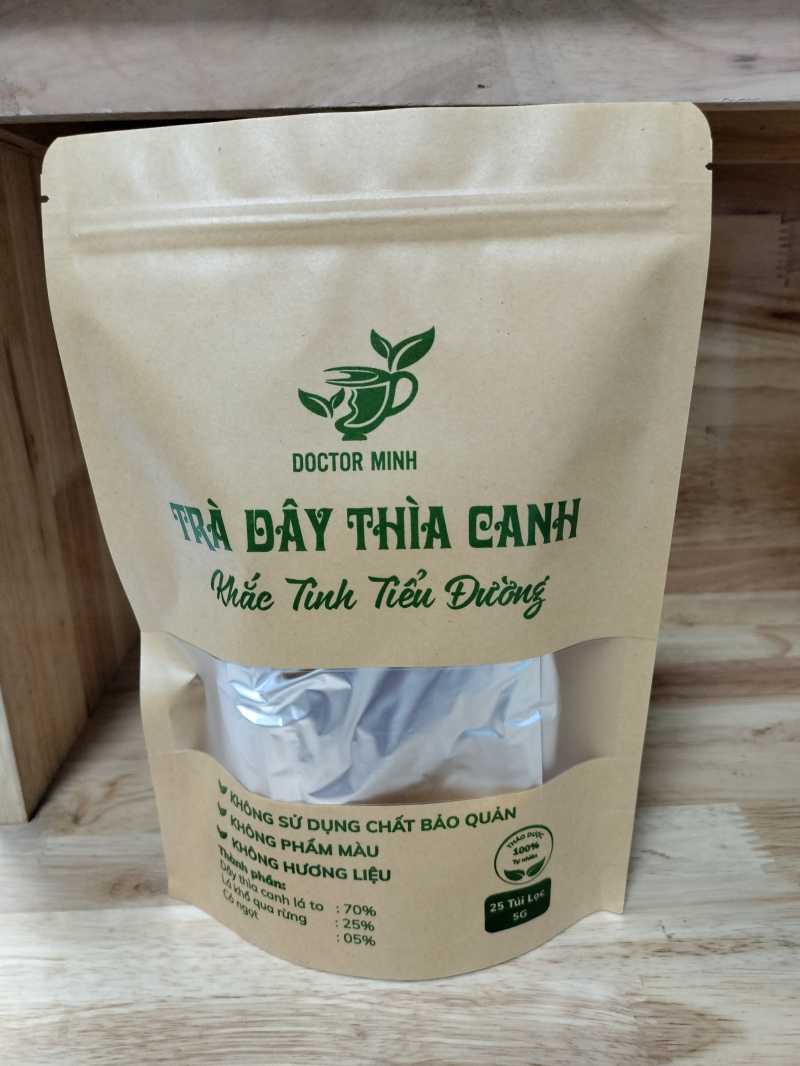 DOCTOR MINH
TRÀ DÂY THÌA CANH
Khắc Tinh Tiểu Đường
KHÔNG SỬ DỤNG CHẤT BẢO QUẢN
KHÔNG PHẨM MÀU
KHÔNG HƯƠNG LIỆU
Thành phần:
Dây thìa canh lá to : 70%
Lá khổ qua rừng : 25%
Cỏ ngọt : 05%
THẢO DƯỢC
100%
Tự nhiên
25 Túi Lọc
5G